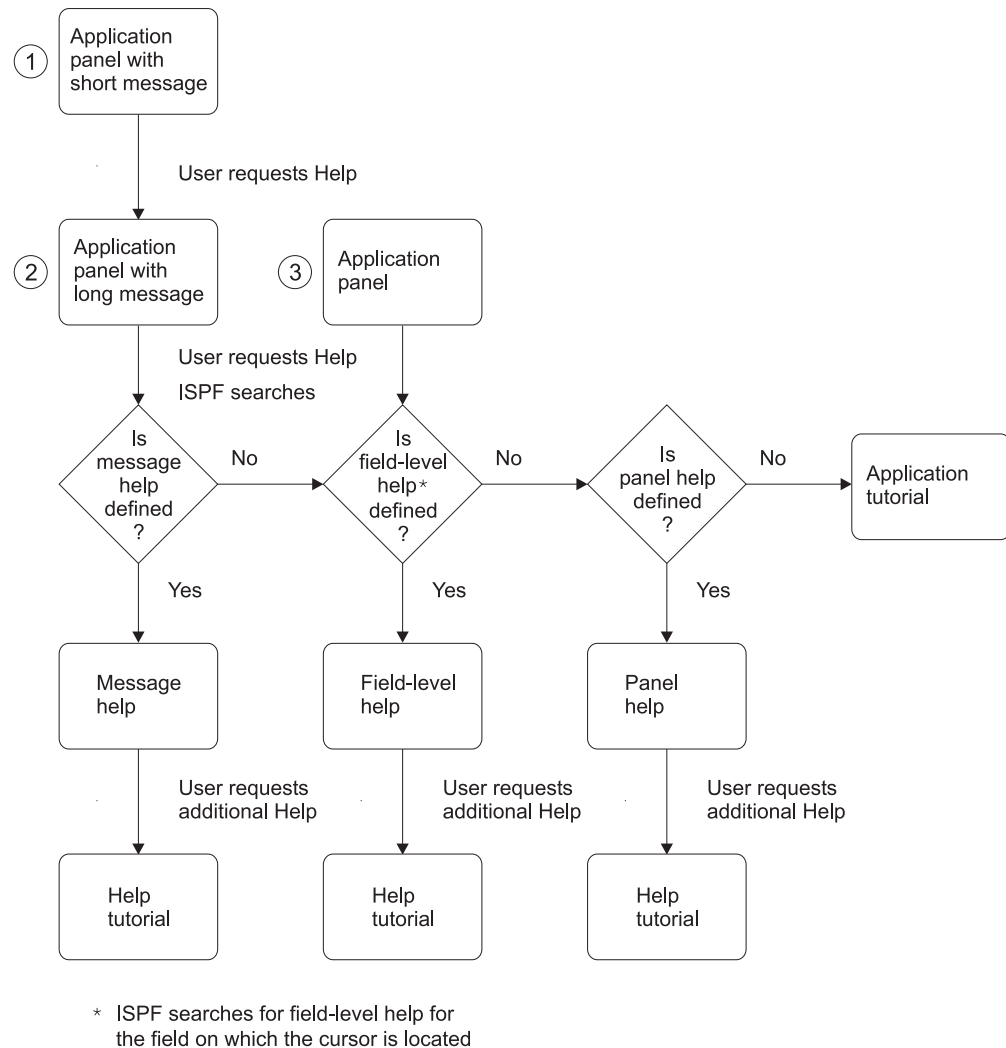 1
Application
panel with
short message
User requests Help
2
Application
panel with
long message
3
Application
panel
User requests Help
ISPF searches
Is
message
help
defined
?
No
Is
field-level
help*
defined
?
No
Is
panel help
defined
?
No
Application
tutorial
Yes
Yes
Yes
Message
help
Field-level
help
Panel
help
User requests
additional Help
User requests
additional Help
User requests
additional Help
Help
tutorial
Help
tutorial
Help
tutorial
* ISPF searches for field-level help for
the field on which the cursor is located